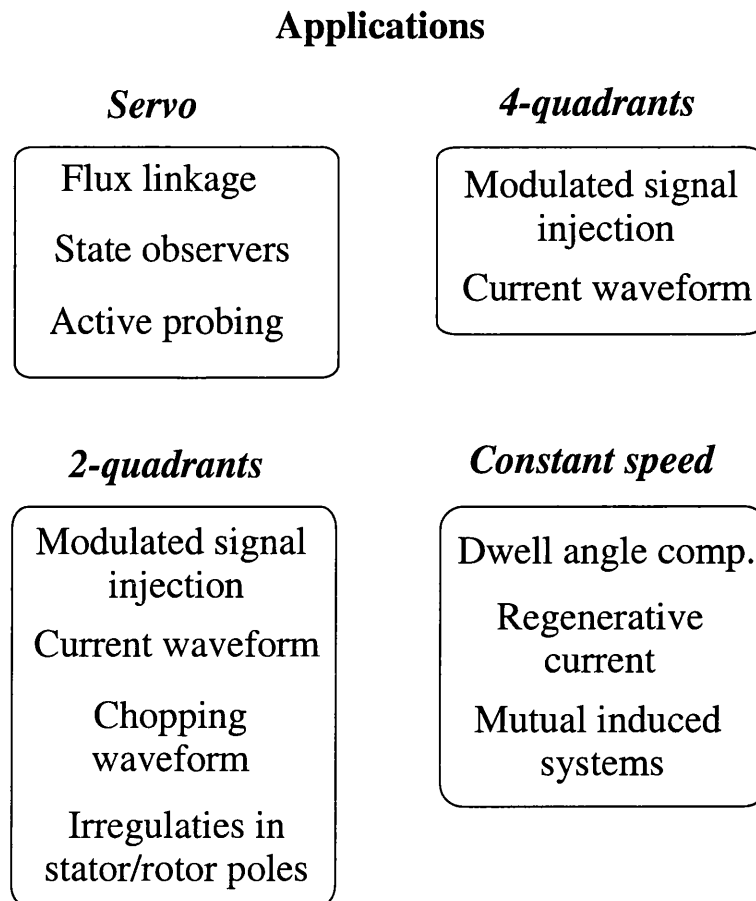 Applications
Servo
Flux linkage
State observers
Active probing
4-quadrants
Modulated signal
injection
Current waveform
2-quadrants
Modulated signal
injection
Current waveform
Chopping
waveform
Irregulaties in
stator/rotor poles
Constant speed
Dwell angle comp.
Regenerative
current
Mutual induced
systems